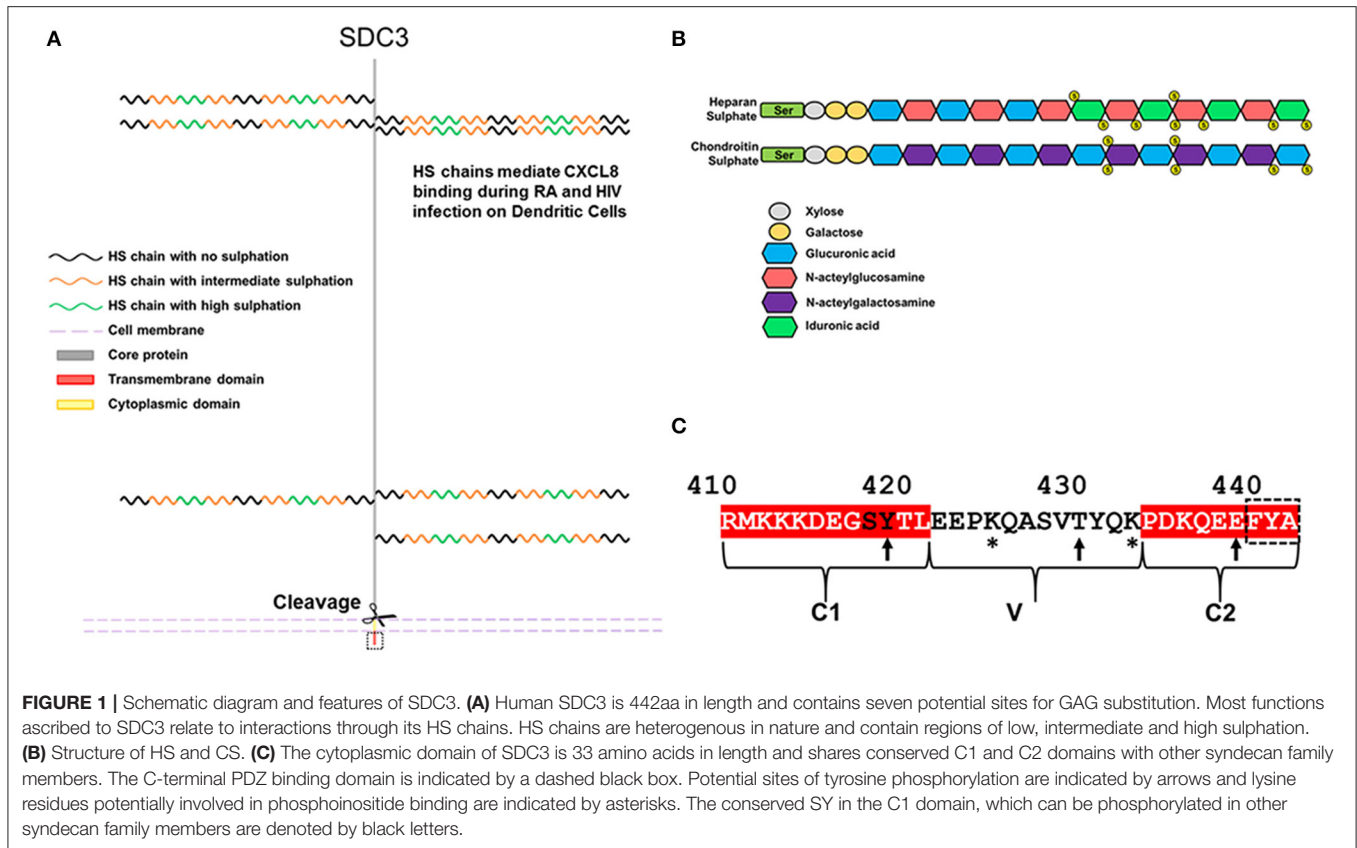 A
SDC3
HS chains mediate CXCL8
binding during RA and HIV
infection on Dendritic Cells
HS chain with no sulphation
HS chain with intermediate sulphation
HS chain with high sulphation
Cell membrane
Core protein
Transmembrane domain
Cytoplasmic domain
Cleavage
B
Heparan
Sulphate
Ser
S S
S S S S S S
Chondroitin
Sulphate
Ser
S S
S S S S
Xylose
Galactose
Glucuronic acid
N-acteylglucosamine
N-acteylgalactosamine
Iduronic acid
C
410 420 430 440
RMKKKDEGSYTLEEPKQASVTYQKPDKQEEFYA
* *
C1 V C2
FIGURE 1 | Schematic diagram and features of SDC3. (A) Human SDC3 is 442aa in length and contains seven potential sites for GAG substitution. Most functions
ascribed to SDC3 relate to interactions through its HS chains. HS chains are heterogenous in nature and contain regions of low, intermediate and high sulphation.
(B) Structure of HS and CS. (C) The cytoplasmic domain of SDC3 is 33 amino acids in length and shares conserved C1 and C2 domains with other syndecan family
members. The C-terminal PDZ binding domain is indicated by a dashed black box. Potential sites of tyrosine phosphorylation are indicated by arrows and lysine
residues potentially involved in phosphoinositide binding are indicated by asterisks. The conserved SY in the C1 domain, which can be phosphorylated in other
syndecan family members are denoted by black letters.